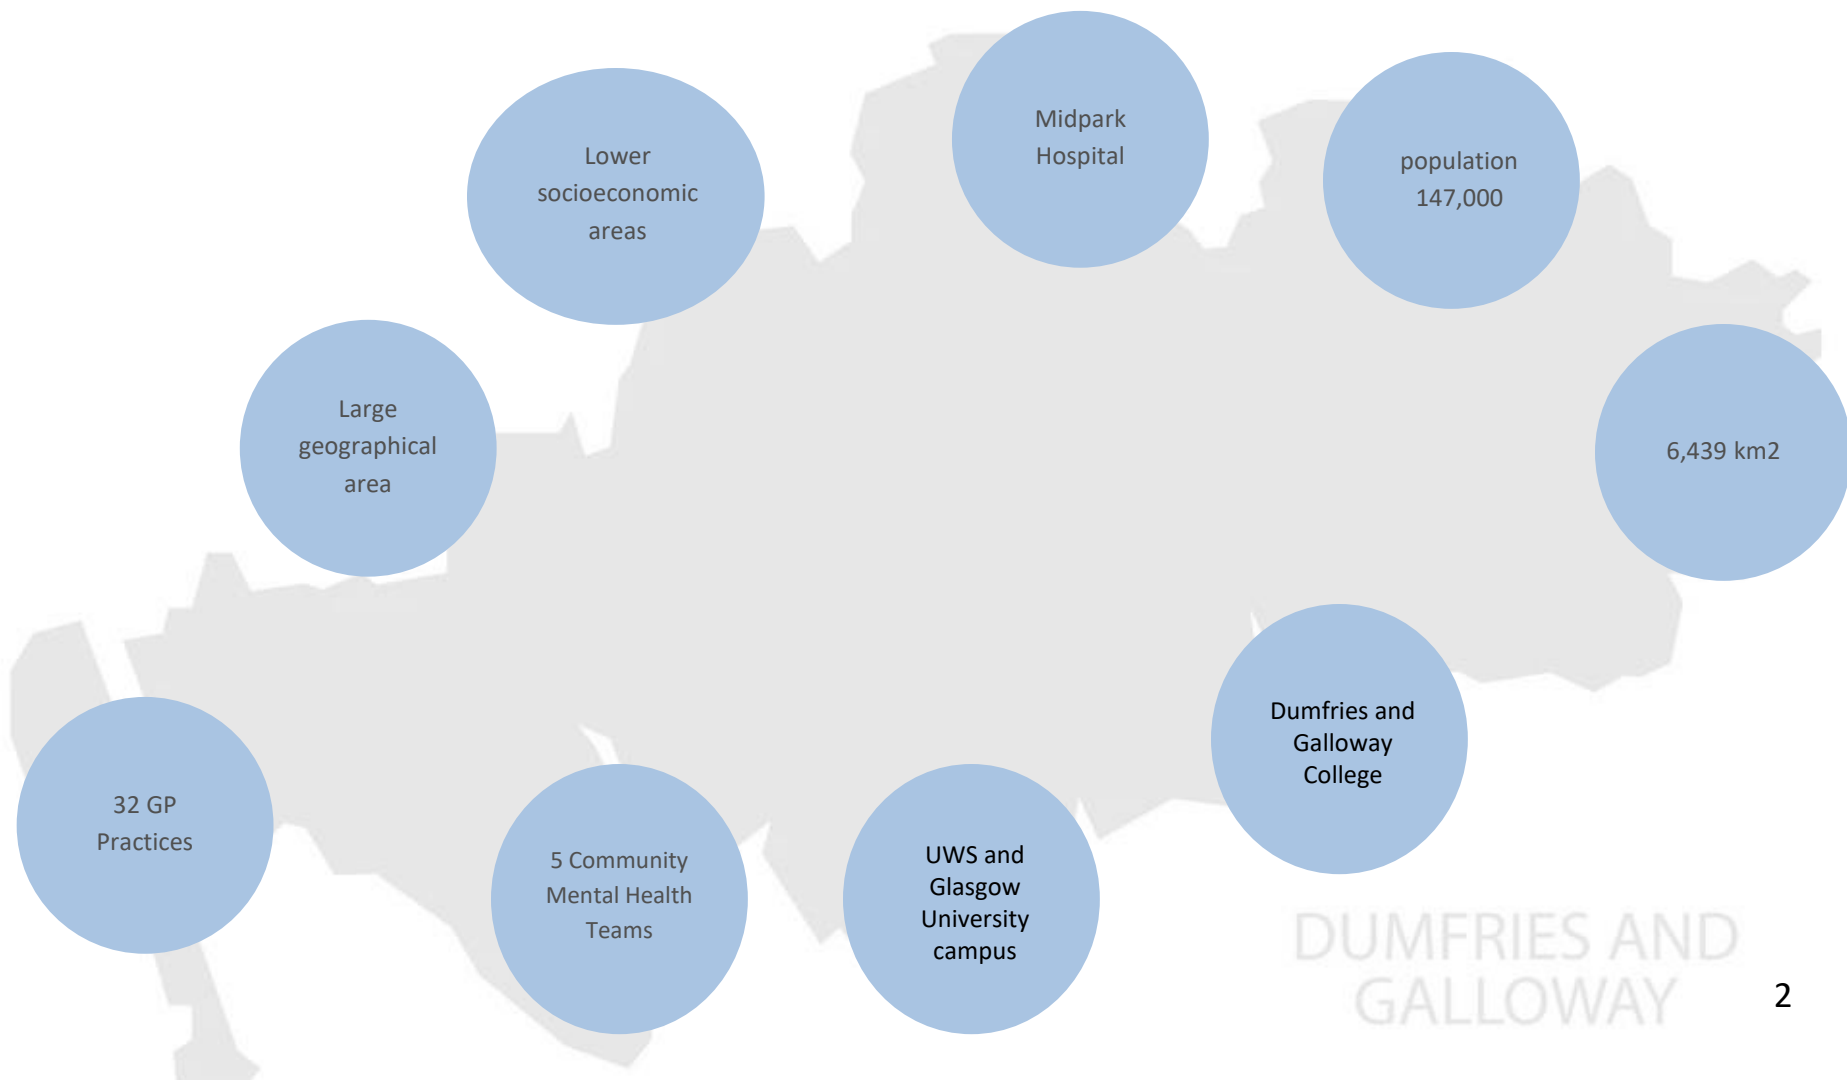 Midpark
Hospital
population
147,000
Lower
socioeconomic
areas
Large
geographical
area
6,439 km2
Dumfries and
Galloway
College
32 GP
Practices
5 Community
Mental Health
Teams
UWS and
Glasgow
University
campus
DUMFRIES AND
GALLOWAY
2